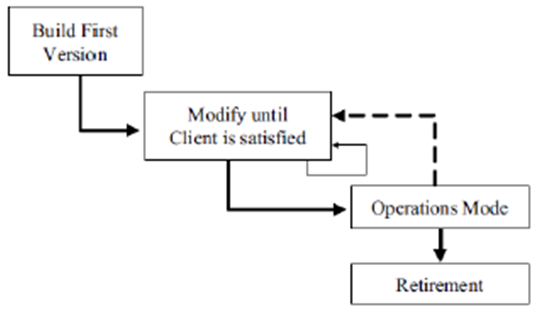 Build First
Version
Modify until
Client is satisfied
Operations Mode
Retirement